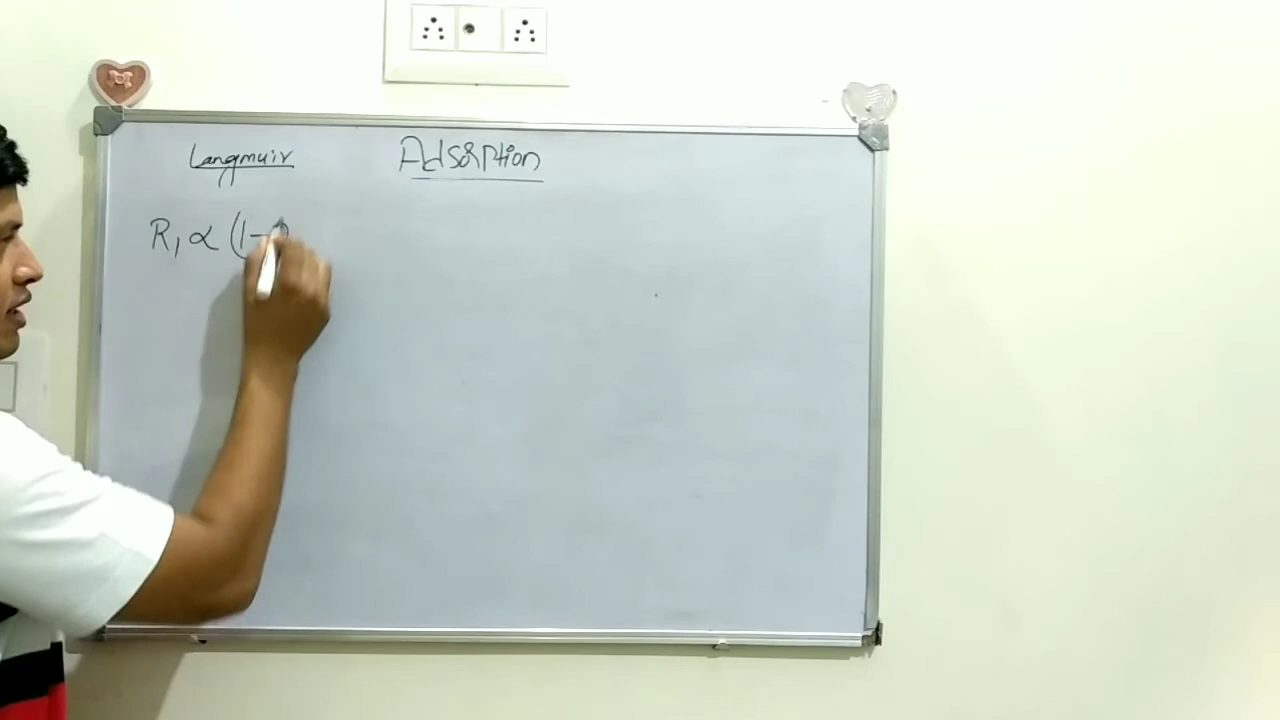 Langmuir Adsorption
R₁ ∝ (1-